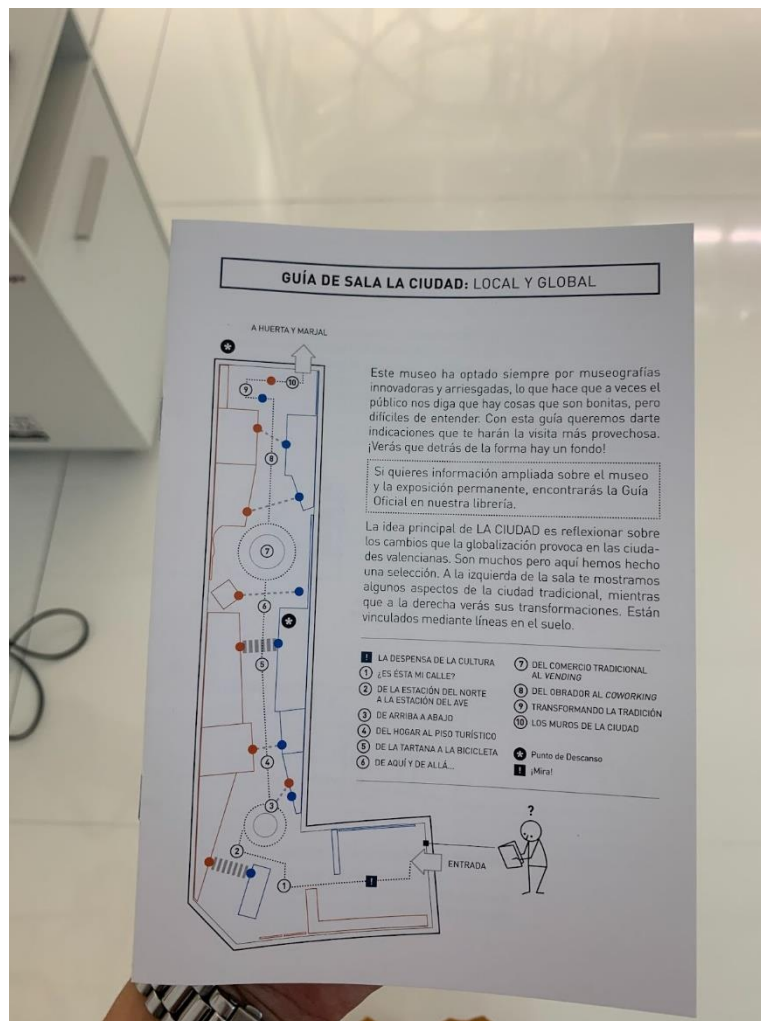 GUÍA DE SALA LA CIUDAD: LOCAL Y GLOBAL
A HUERTA Y MARJAL
Este museo ha optado siempre por museografías
innovadoras y arriesgadas, lo que hace que a veces el
público nos diga que hay cosas que son bonitas, pero
difíciles de entender. Con esta guía queremos darte
indicaciones que te harán la visita más provechosa.
¡Verás que detrás de la forma hay un fondo!
Si quieres información ampliada sobre el museo
y la exposición permanente, encontrarás la Guía
Oficial en nuestra librería.
La idea principal de LA CIUDAD es reflexionar sobre
los cambios que la globalización provoca en las ciuda-
des valencianas. Son muchos pero aquí hemos hecho
una selección. A la izquierda de la sala te mostramos
algunos aspectos de la ciudad tradicional, mientras
que a la derecha verás sus transformaciones. Están
vinculados mediante líneas en el suelo.
! LA DESPENSA DE LA CULTURA
1 ¿ES ÉSTA MI CALLE?
2 DE LA ESTACIÓN DEL NORTE
A LA ESTACIÓN DEL AVE
3 DE ARRIBA A ABAJO
4 DEL HOGAR AL PISO TURÍSTICO
5 DE LA TARTANA A LA BICICLETA
6 DE AQUÍ Y DE ALLÁ...
7 DEL COMERCIO TRADICIONAL
AL VENDING
8 DEL OBRADOR AL COWORKING
9 TRANSFORMANDO LA TRADICIÓN
10 LOS MUROS DE LA CIUDAD
* Punto de Descanso
! ¡Mira!
*
10
9
8
7
6
*
5
4
3
2
1
!
ENTRADA
?